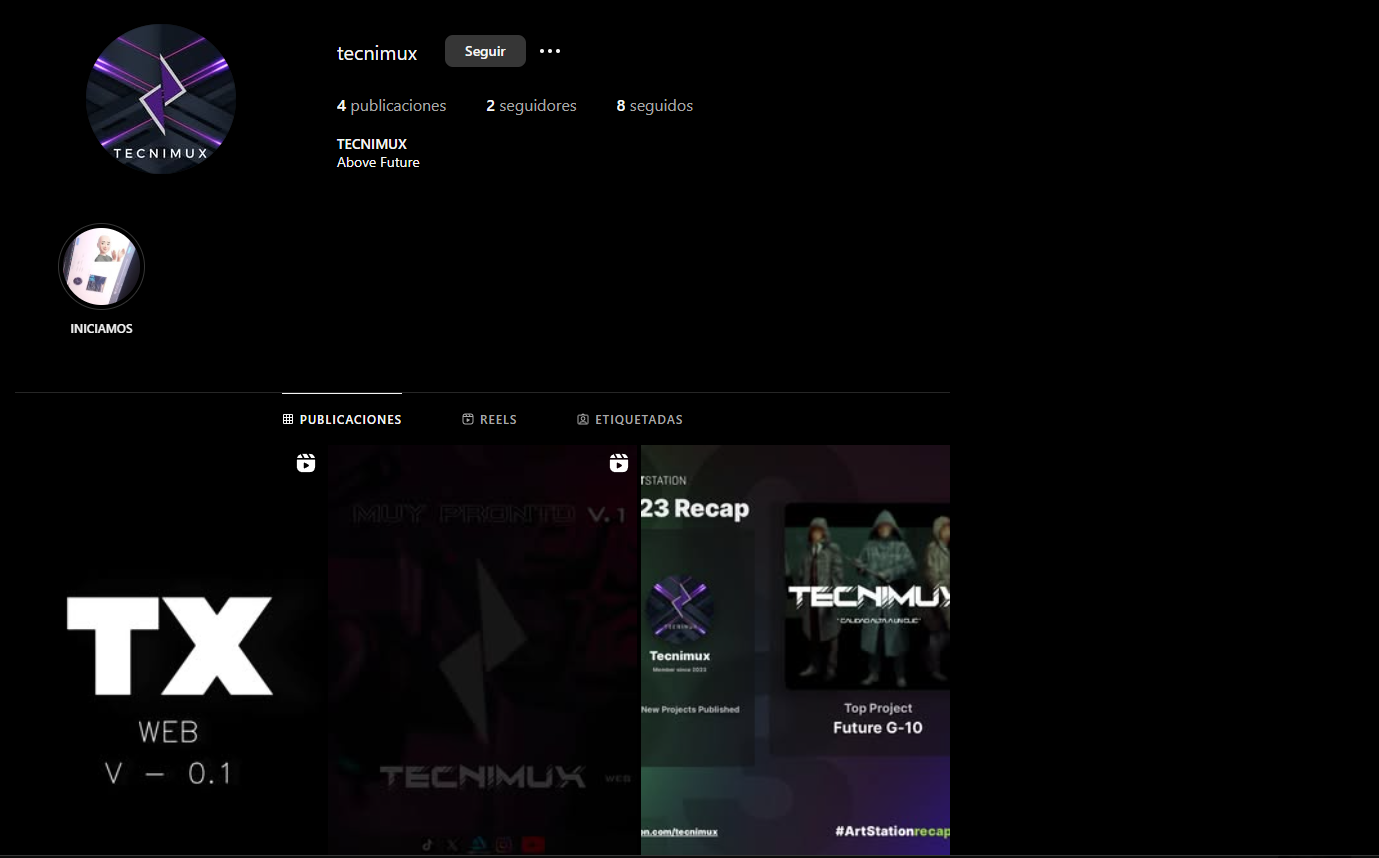 tecnimux
Seguir
4 publicaciones
2 seguidores
8 seguidos
TECNIMUX
Above Future
TECNIMUX
INICIAMOS
PUBLICACIONES
REELS
ETIQUETADAS
TX
WEB
V – 0.1
MUY PRONTO V.1
TECNIMUX WEB
STATION
23 Recap
TECNIMUX
Tecnimux
Member since 2023
New Projects Published
TECNIMUX
"CALIDAD ALTA A UN CLIC"
Top Project
Future G-10
n.com/tecnimux
#ArtStationrecap